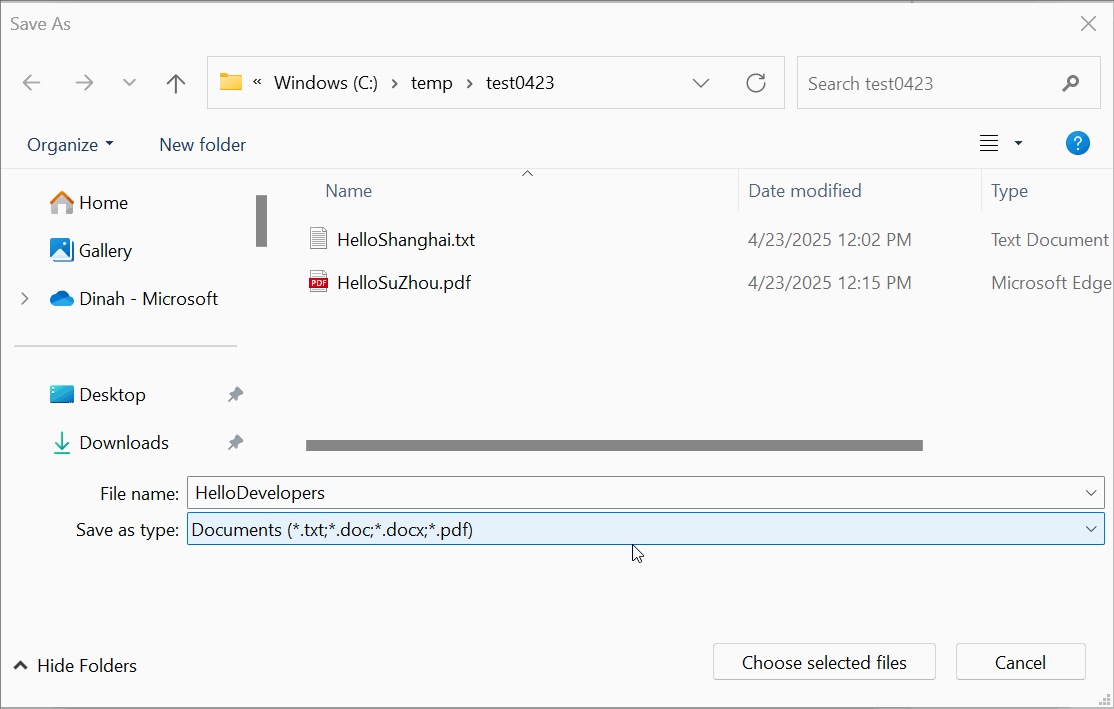 Save As
« Windows (C:) › temp › test0423
Search test0423
Organize
New folder
?
Name
Date modified
Type
Home
Gallery
Dinah - Microsoft
HelloShanghai.txt 4/23/2025 12:02 PM Text Document
PDF HelloSuZhou.pdf 4/23/2025 12:15 PM Microsoft Edge
Desktop
Downloads
File name: HelloDevelopers
Save as type: Documents (*.txt;*.doc;*.docx;*.pdf)
Hide Folders
Choose selected files
Cancel